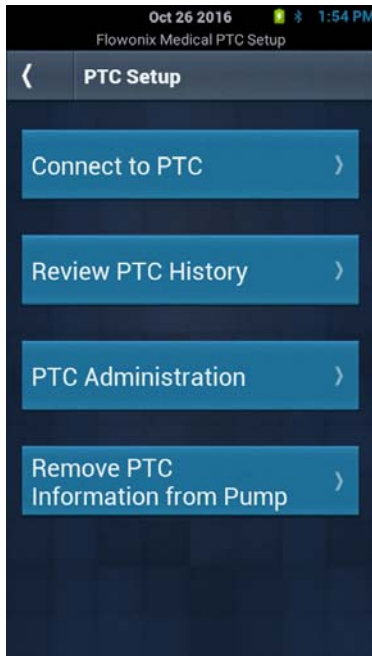 Oct 26 2016 1:54 PM
Flowonix Medical PTC Setup
PTC Setup
Connect to PTC
Review PTC History
PTC Administration
Remove PTC
Information from Pump